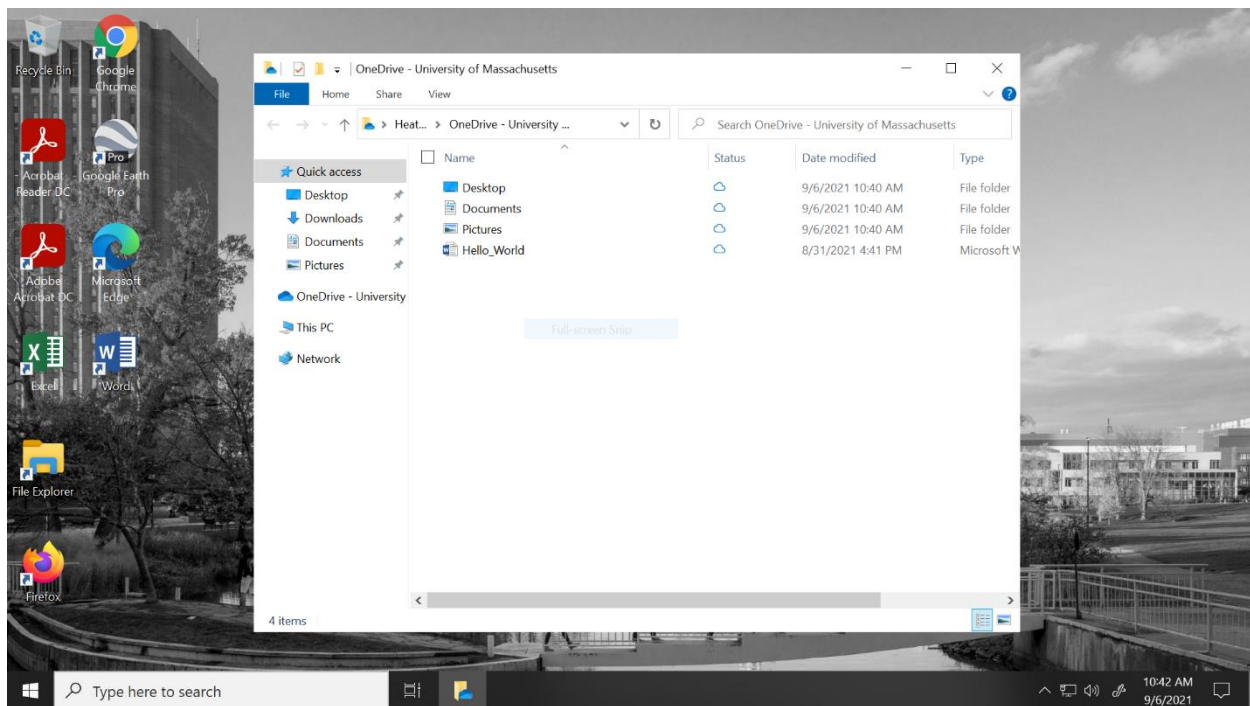 Recycle Bin
Google Chrome
Acrobat Reader DC
Pro
Google Earth Pro
Adobe Acrobat DC
Microsoft Edge
Excel
Word
File Explorer
Firefox
OneDrive - University of Massachusetts
File Home Share View
Heat... > OneDrive - University ...
Search OneDrive - University of Massachusetts
Quick access
Desktop
Downloads
Documents
Pictures
OneDrive - University
This PC
Network
Name Status Date modified Type
Desktop 9/6/2021 10:40 AM File folder
Documents 9/6/2021 10:40 AM File folder
Pictures 9/6/2021 10:40 AM File folder
Hello_World 8/31/2021 4:41 PM Microsoft W
Full-screen Snip
4 items
Type here to search
10:42 AM
9/6/2021